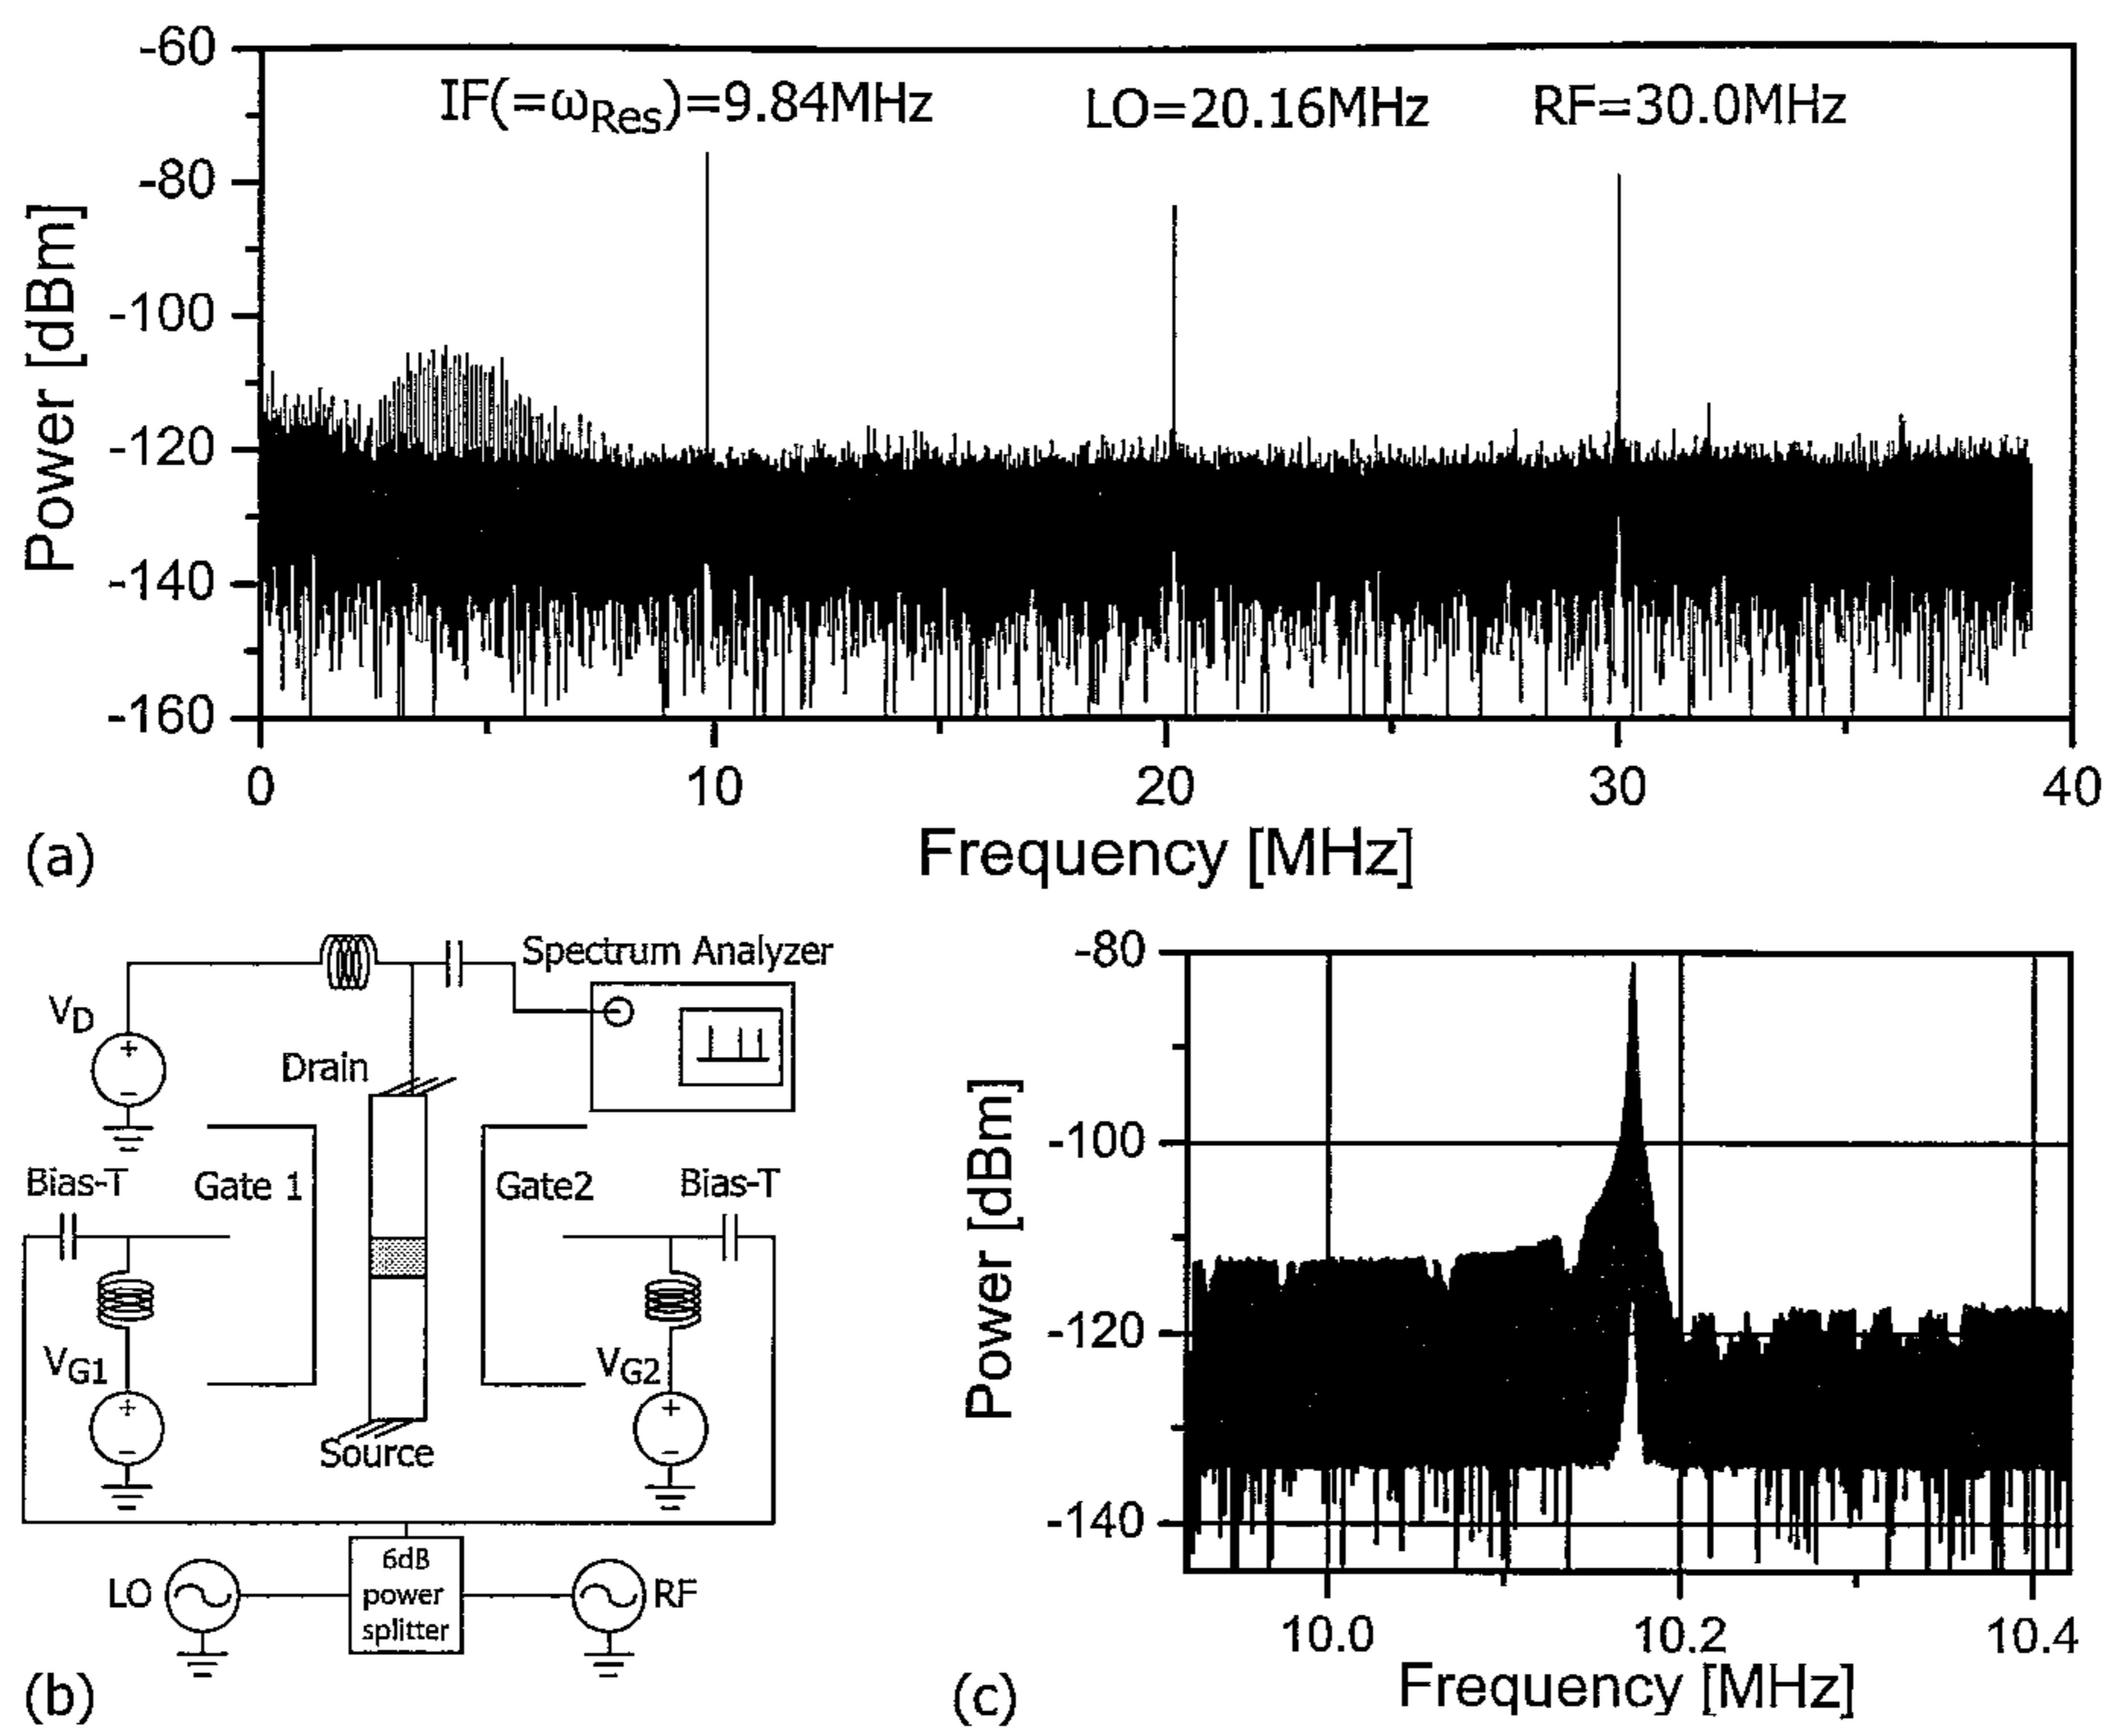 -60
IF(=ωRes)=9.84MHz LO=20.16MHz RF=30.0MHz
-80
-100
-120
-140
-160
Power [dBm]
0 10 20 30 40
Frequency [MHz]
(a)
Spectrum Analyzer
VD
+
−
Drain
Bias-T Gate 1 Gate2 Bias-T
VG1 VG2
+ +
− −
Source
6dB
power
splitter
LO RF
(b)
-80
-100
-120
-140
Power [dBm]
10.0 10.2 10.4
Frequency [MHz]
(c)